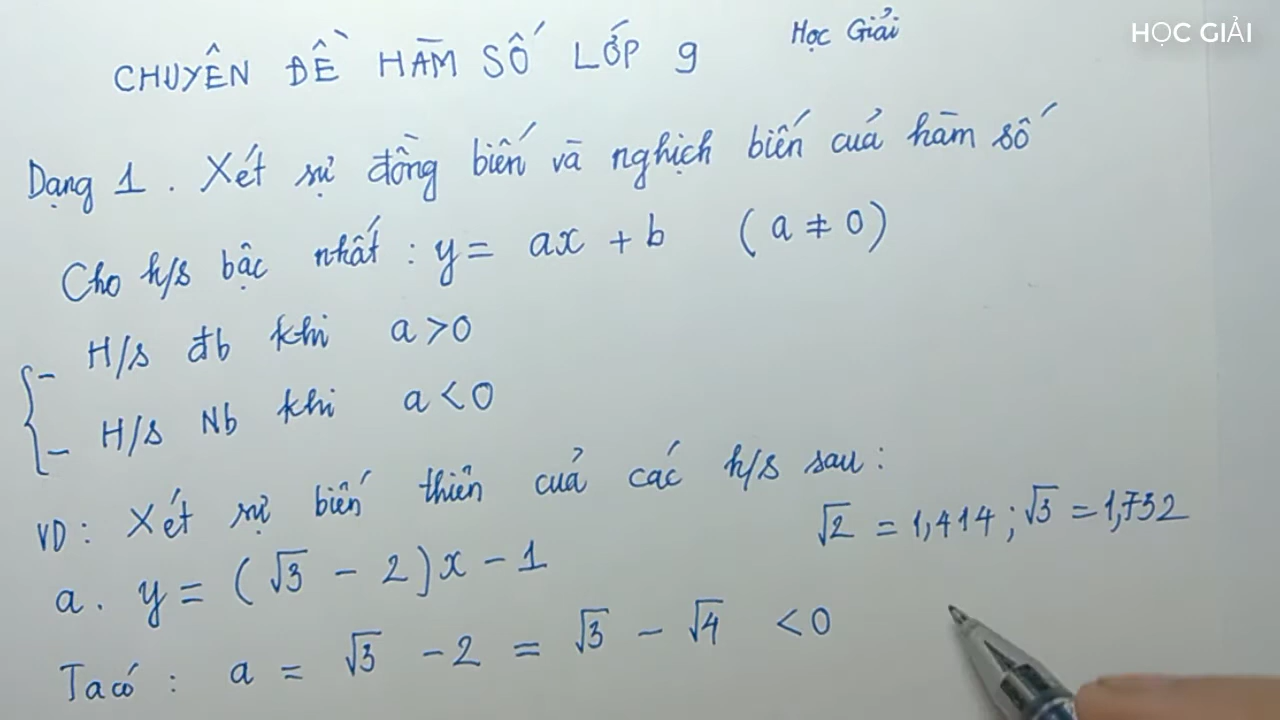 CHUYÊN ĐỀ HÀM SỐ LỚP 9
Học Giải
HỌC GIẢI
Dạng 1. Xét sự đồng biến và nghịch biến của hàm số
Cho h/s bậc nhất : y = ax + b (a ≠ 0)
- H/s đb khi a > 0
- H/s Nb khi a < 0
VD : Xét sự biến thiên của các h/s sau :
√2 = 1,414 ; √3 = 1,732
a. y = (√3 - 2)x - 1
Ta có : a = √3 - 2 = √3 - √4 < 0